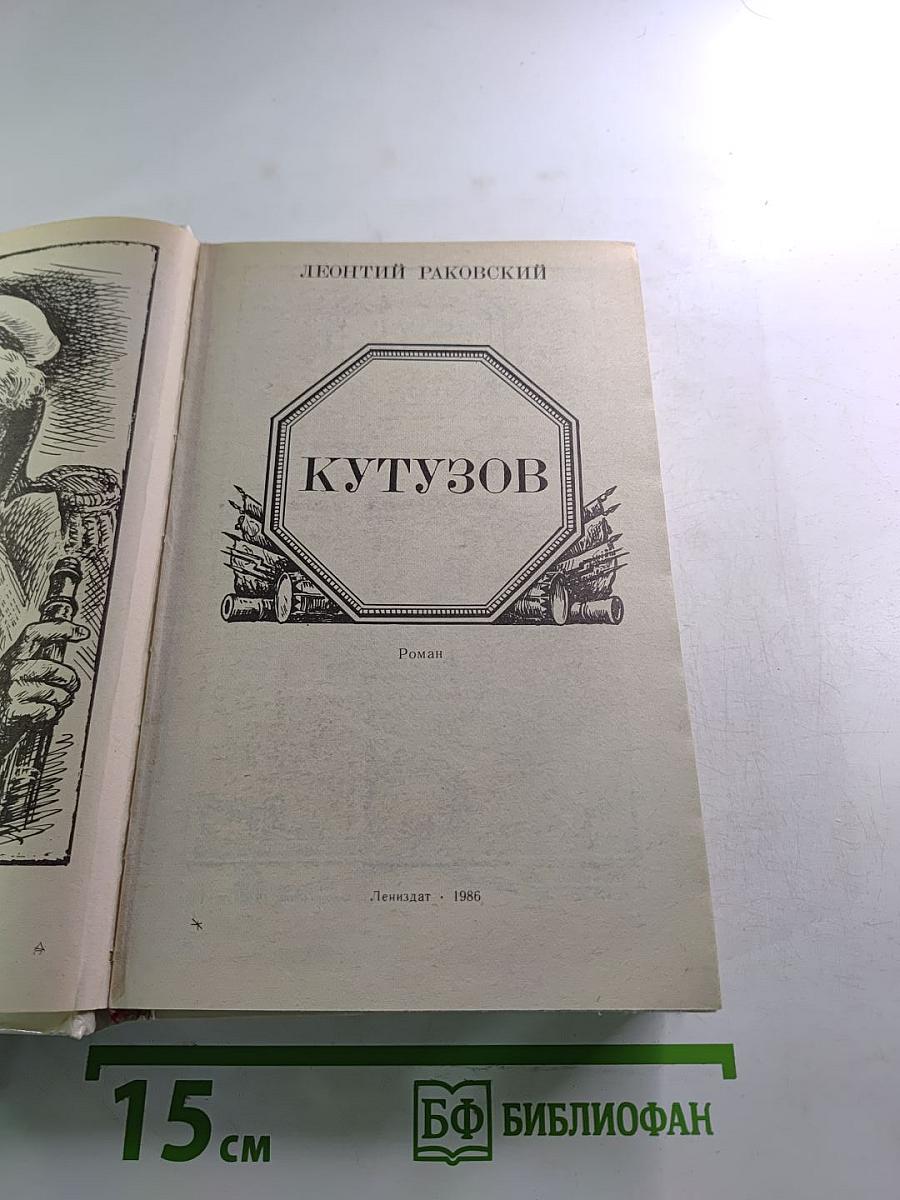 ЛЕОНТИЙ РАКОВСКИЙ
КУТУЗОВ
Роман
Лениздат · 1986
15 см
БФ БИБЛИОФАН